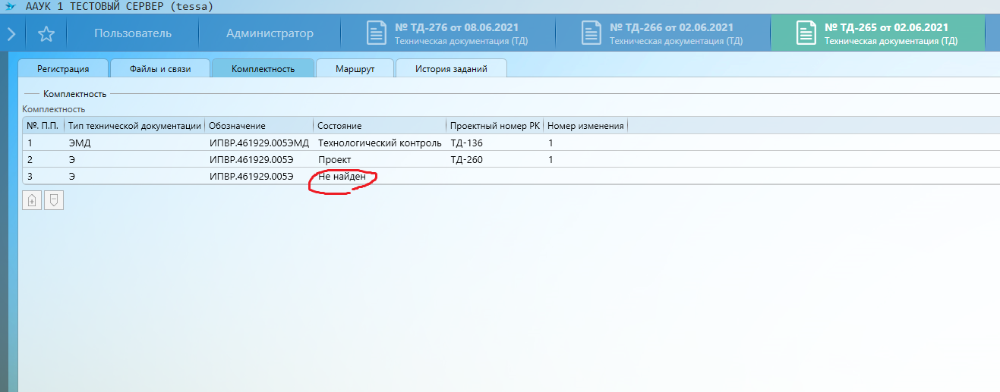 ААУК 1 ТЕСТОВЫЙ СЕРВЕР (tessa)
Пользователь Администратор № ТД-276 от 08.06.2021 № ТД-266 от 02.06.2021 № ТД-265 от 02.06.2021
Техническая документация (ТД) Техническая документация (ТД) Техническая документация (ТД)
Регистрация Файлы и связи Комплектность Маршрут История заданий
Комплектность
Комплектность
№. П.П. Тип технической документации Обозначение Состояние Проектный номер РК Номер изменения
1 ЭМД ИПВР.461929.005ЭМД Технологический контроль ТД-136 1
2 Э ИПВР.461929.005Э Проект ТД-260 1
3 Э ИПВР.461929.005Э Не найден